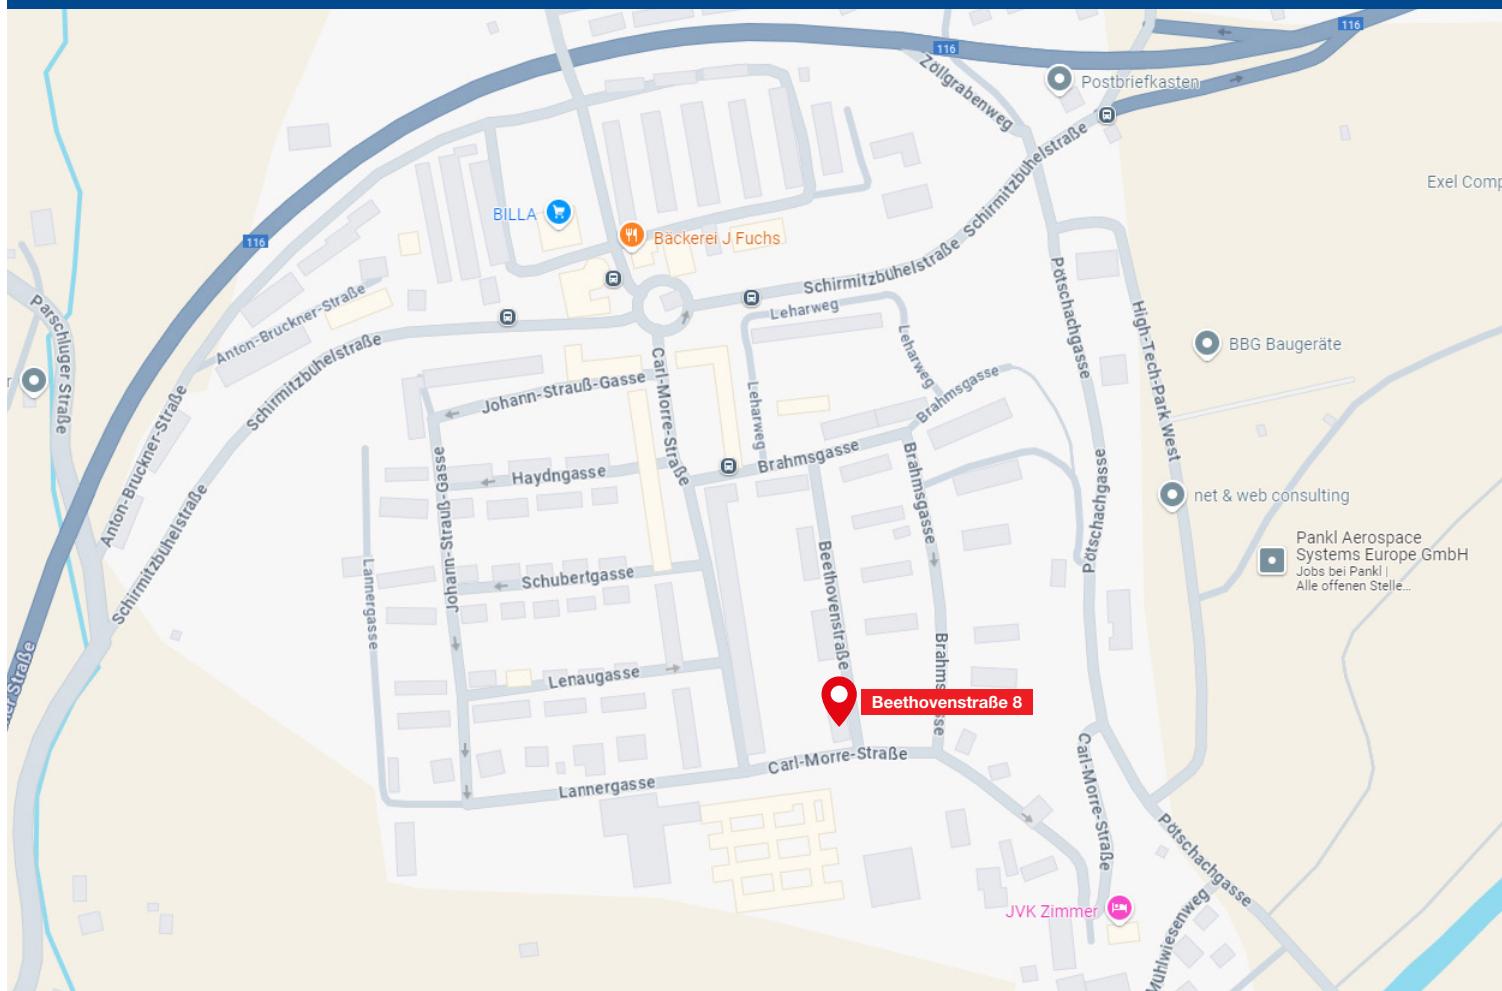 116
116
Zöllgrabenweg
Postbriefkasten
Schirmitzbühelstraße
Exel Comp
BILLA
Bäckerei J Fuchs
116
Schirmitzbühelstraße
Leharweg
Parschluger Straße
Anton-Bruckner-Straße
Schirmitzbühelstraße
Pötschachgasse
High-Tech-Park West
BBG Baugeräte
r
Johann-Strauß-Gasse
Carl-Morre-Straße
Leharweg
Leharweg
Brahmsgasse
Anton-Bruckner-Straße
Brahmsgasse
Haydngasse
Johann-Strauß-Gasse
Brahmsgasse
Pötschachgasse
net & web consulting
Schirmitzbühelstraße
Pankl Aerospace
Systems Europe GmbH
Jobs bei Pankl |
Alle offenen Stelle...
Lannergasse
Schubertgasse
Beethovenstraße
Lenaugasse
Brahmsgasse
Beethovenstraße 8
er Straße
Carl-Morre-Straße
Lannergasse
Carl-Morre-Straße
Pötschachgasse
JVK Zimmer
Mühlwiesenweg